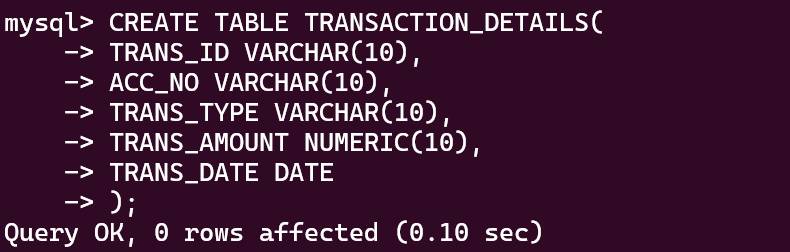 mysql> CREATE TABLE TRANSACTION_DETAILS(
    -> TRANS_ID VARCHAR(10),
    -> ACC_NO VARCHAR(10),
    -> TRANS_TYPE VARCHAR(10),
    -> TRANS_AMOUNT NUMERIC(10),
    -> TRANS_DATE DATE
    -> );
Query OK, 0 rows affected (0.10 sec)